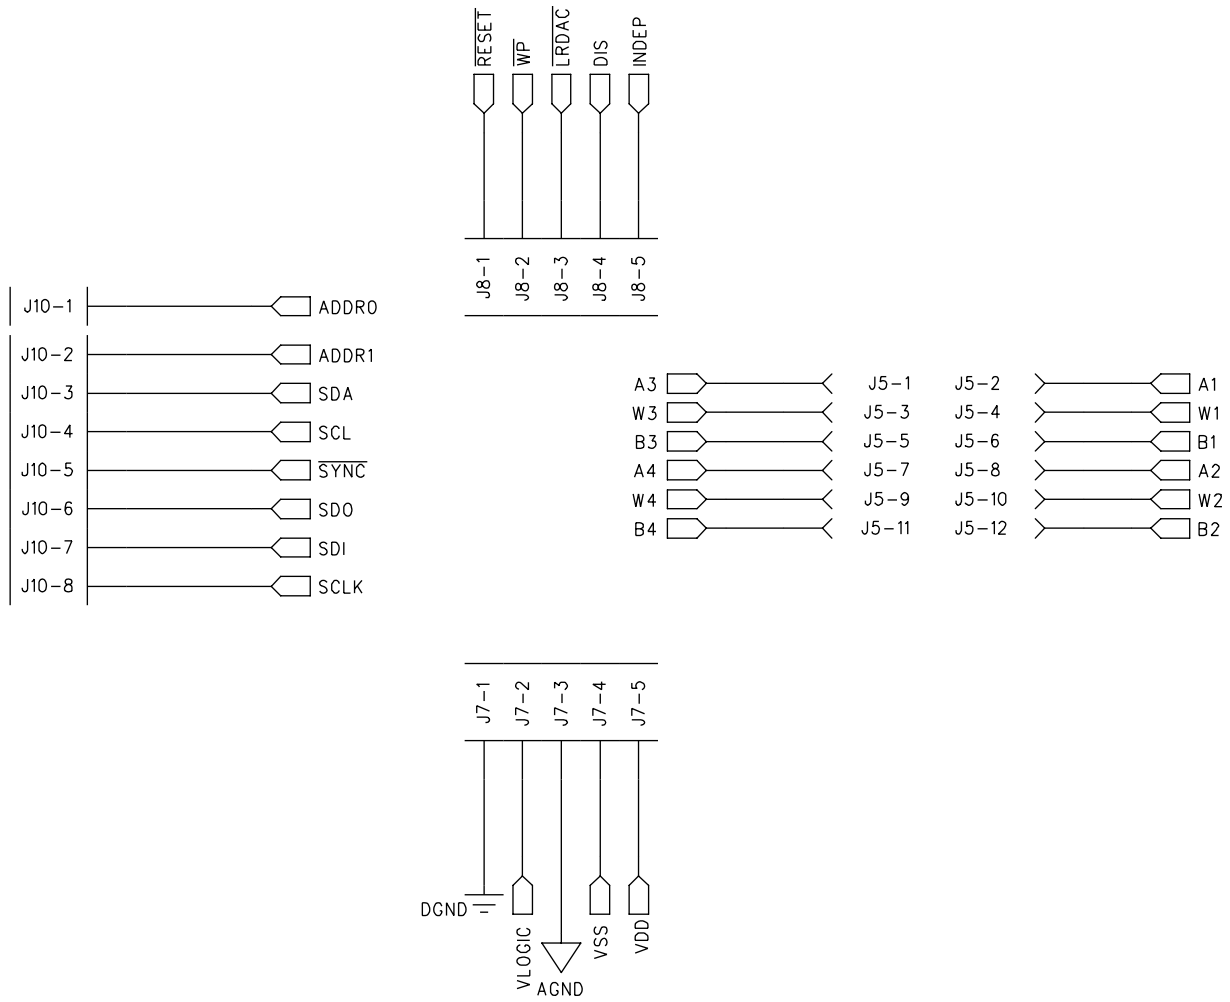 RESET
WP
LRDAC
DIS
INDEP
J8-1
J8-2
J8-3
J8-4
J8-5
J10-1 ADDR0
J10-2 ADDR1
J10-3 SDA
J10-4 SCL
J10-5 SYNC
J10-6 SDO
J10-7 SDI
J10-8 SCLK
A3 J5-1 J5-2 A1
W3 J5-3 J5-4 W1
B3 J5-5 J5-6 B1
A4 J5-7 J5-8 A2
W4 J5-9 J5-10 W2
B4 J5-11 J5-12 B2
J7-1
J7-2
J7-3
J7-4
J7-5
DGND
VLOGIC
AGND
VSS
VDD